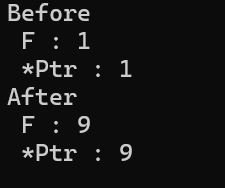 Before
 F : 1
 *Ptr : 1
After
 F : 9
 *Ptr : 9